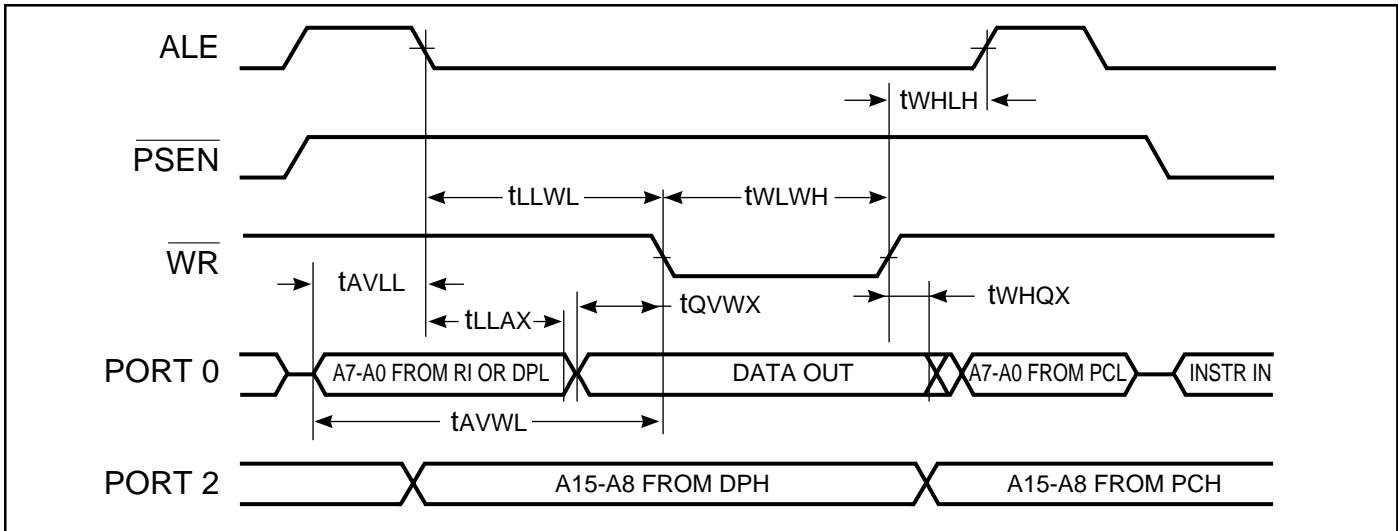 ALE
tWHLH
PSEN
tLLWL
tWLWH
WR
tAVLL
tLLAX
tQVWX
tWHQX
PORT 0
A7-A0 FROM RI OR DPL
DATA OUT
A7-A0 FROM PCL
INSTR IN
tAVWL
PORT 2
A15-A8 FROM DPH
A15-A8 FROM PCH